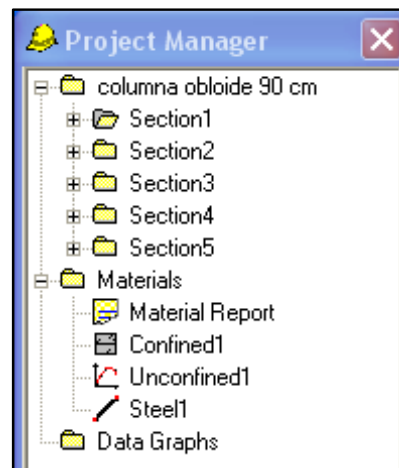 Project Manager
columna obloide 90 cm
Section1
Section2
Section3
Section4
Section5
Materials
Material Report
Confined1
Unconfined1
Steel1
Data Graphs